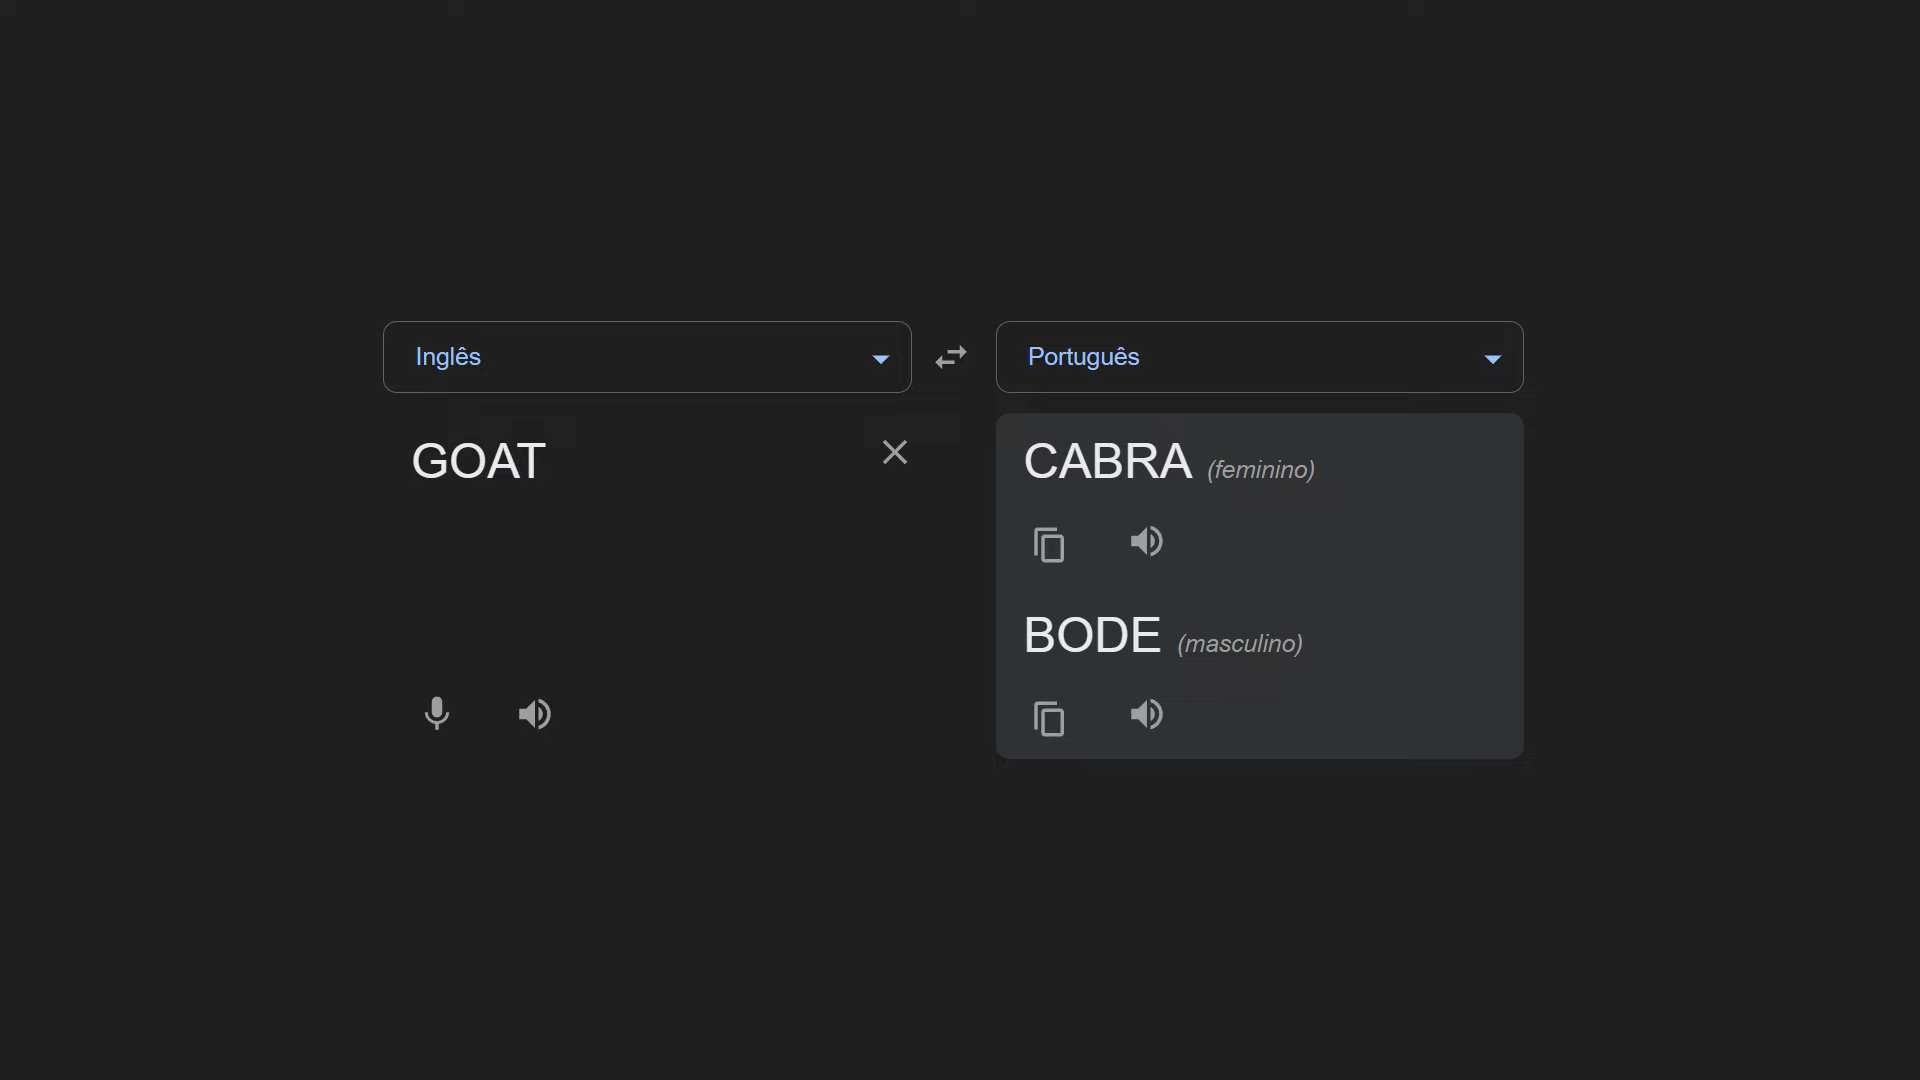 Inglês
Português
GOAT
CABRA (feminino)
BODE (masculino)